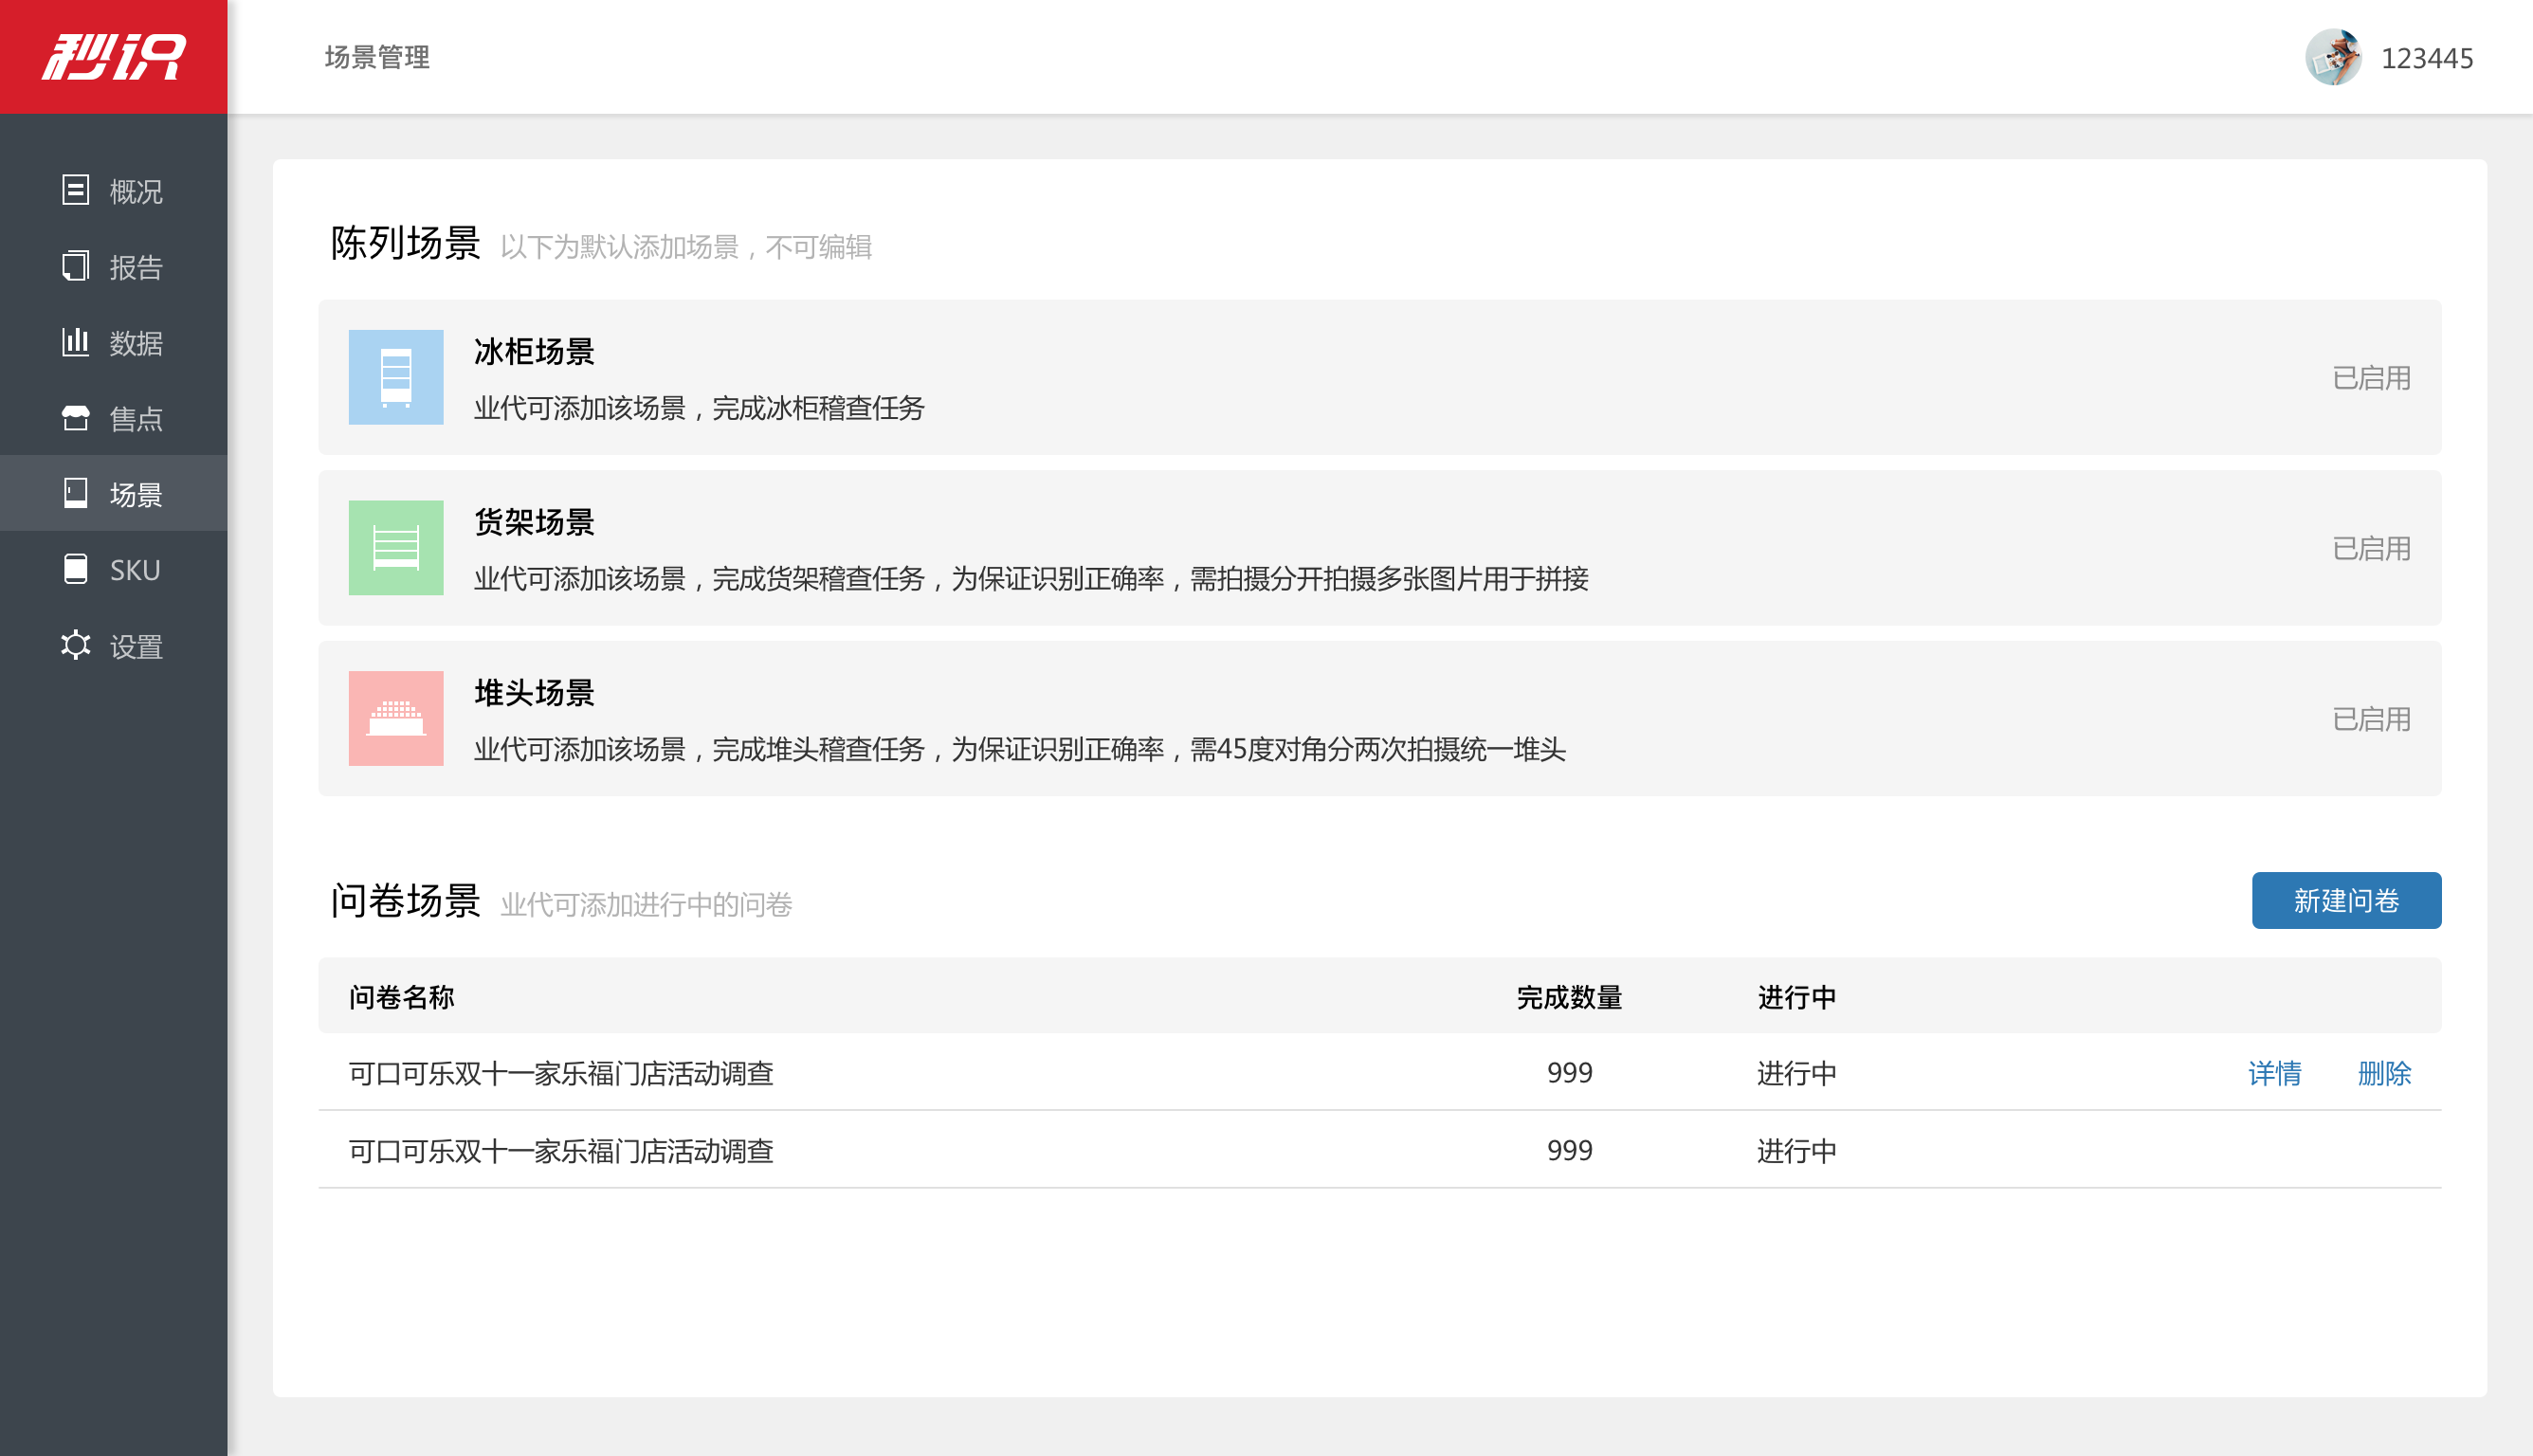 秒识
场景管理
123445
概况
报告
数据
售点
场景
SKU
设置
陈列场景 以下为默认添加场景，不可编辑
冰柜场景
业代可添加该场景，完成冰柜稽查任务
已启用
货架场景
业代可添加该场景，完成货架稽查任务，为保证识别正确率，需拍摄分开拍摄多张图片用于拼接
已启用
堆头场景
业代可添加该场景，完成堆头稽查任务，为保证识别正确率，需45度对角分两次拍摄统一堆头
已启用
问卷场景 业代可添加进行中的问卷
新建问卷
问卷名称 完成数量 进行中
可口可乐双十一家乐福门店活动调查 999 进行中 详情 删除
可口可乐双十一家乐福门店活动调查 999 进行中